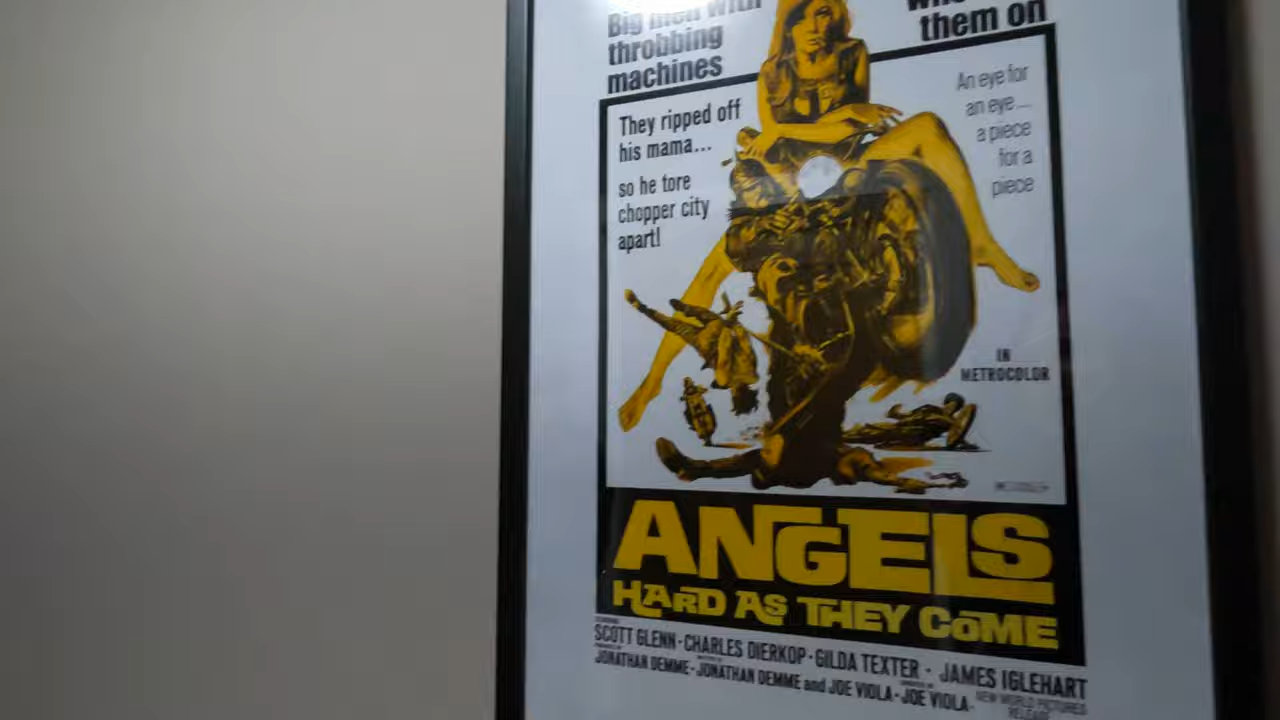 Big men with
throbbing
machines
them on
They ripped off
his mama...
so he tore
chopper city
apart!
An eye for
an eye...
a piece
for a
piece
IN
METROCOLOR
ANGELS
HARD AS THEY COME
SCOTT GLENN · CHARLES DIERKOP · GILDA TEXTER · JAMES IGLEHART
JONATHAN DEMME · JONATHAN DEMME and JOE VIOLA · JOE VIOLA ·
NEW WORLD PICTURES
RELEASE